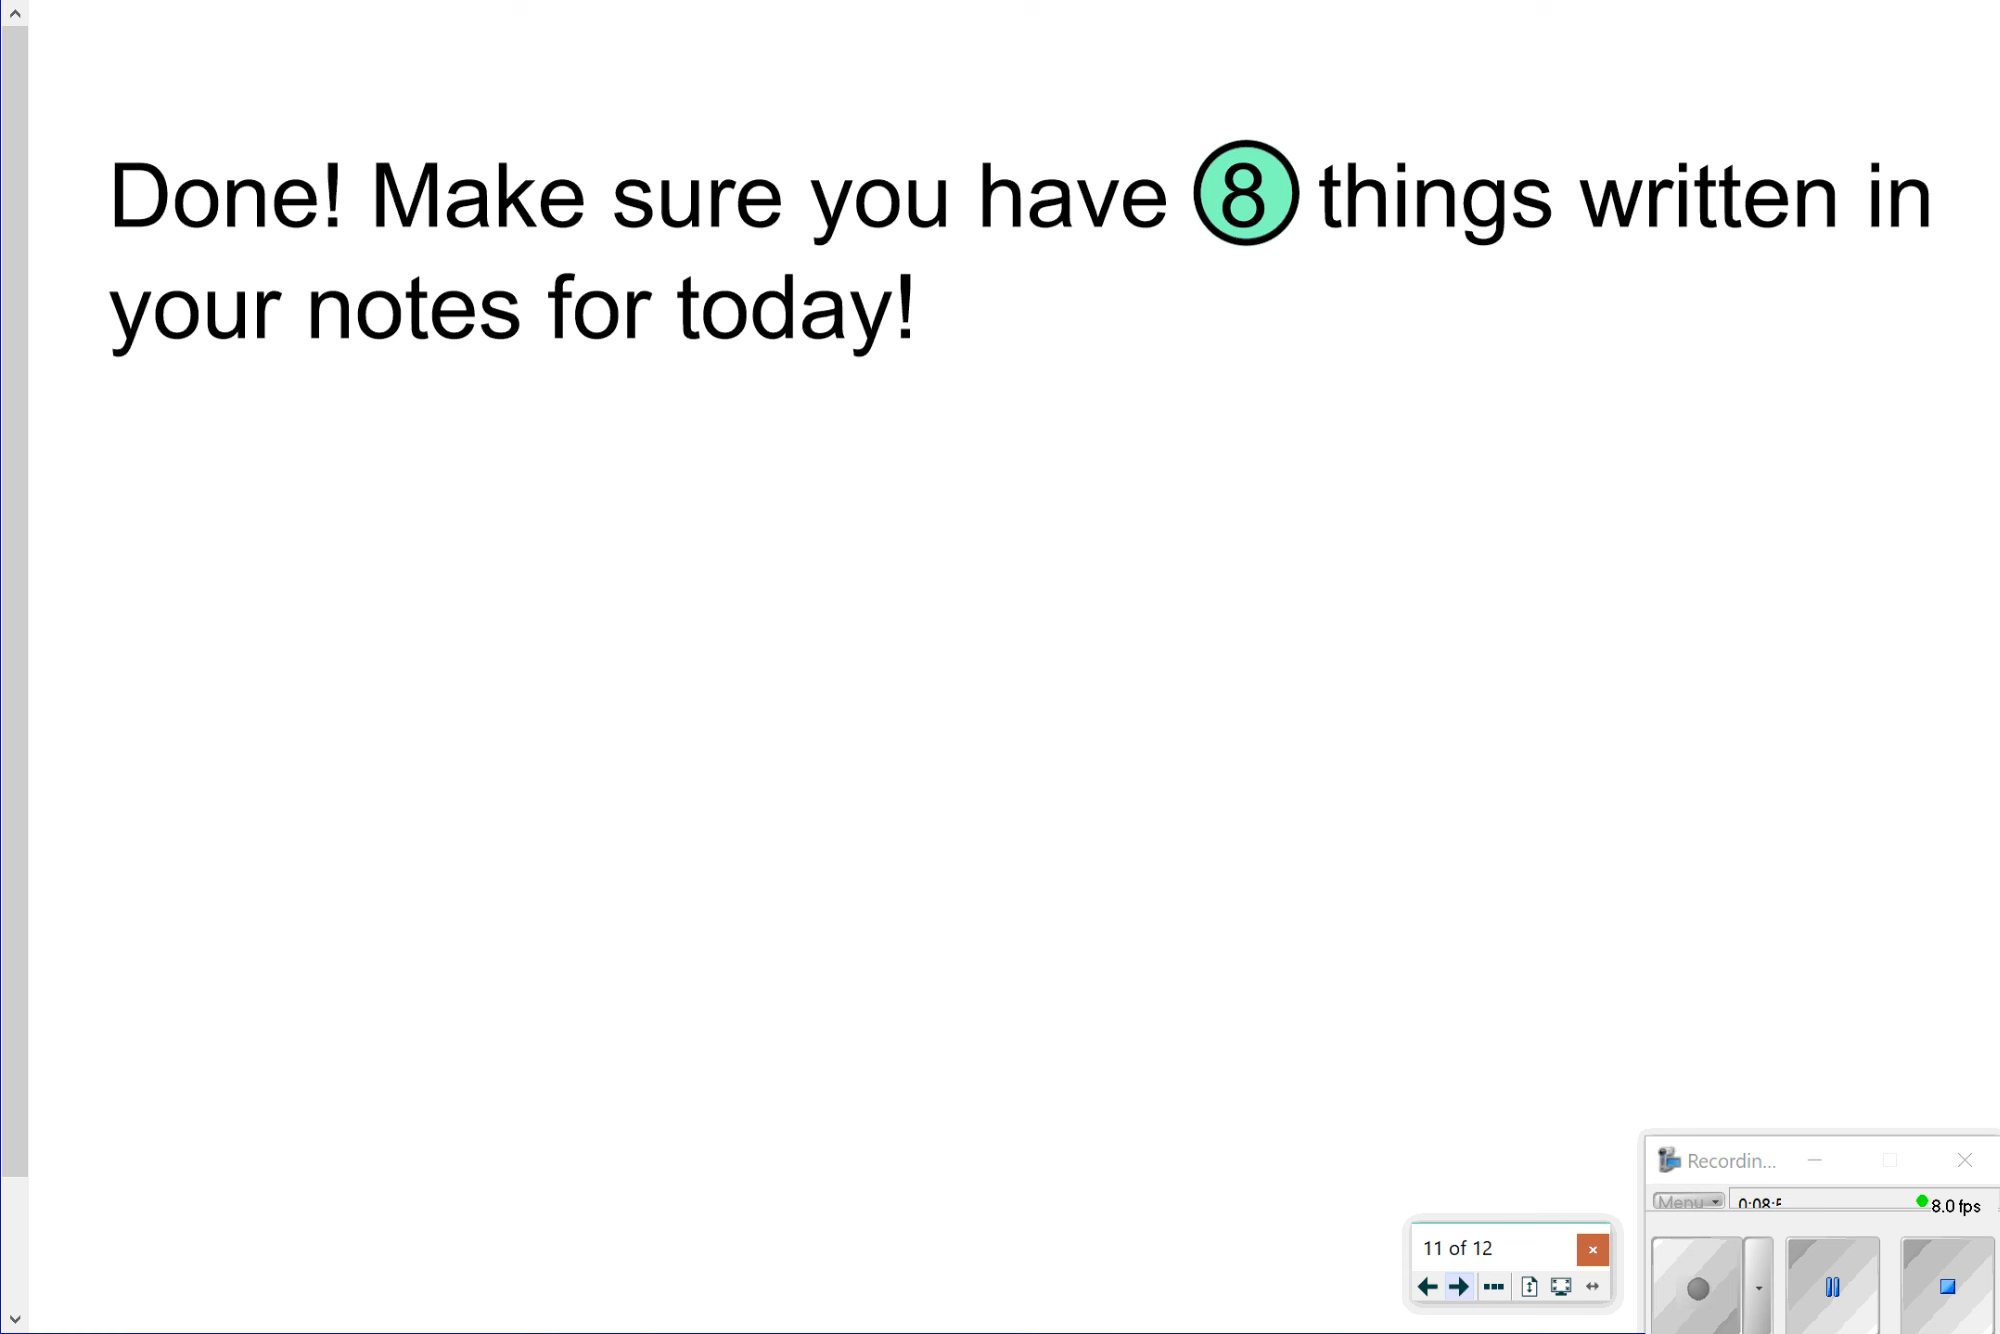 Done! Make sure you have 8 things written in
your notes for today!
Recordin...
Menu
8.0 fps
11 of 12